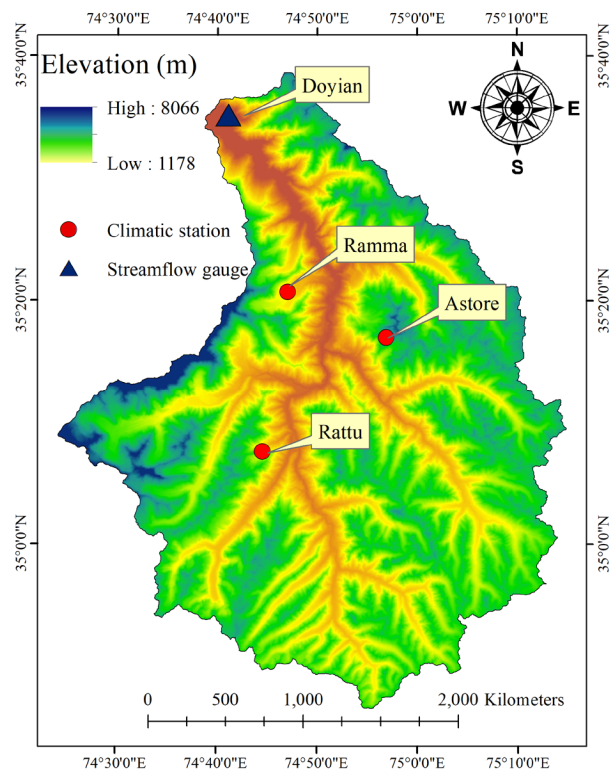 74°30'0"E 74°40'0"E 74°50'0"E 75°0'0"E 75°10'0"E
35°40'0"N
35°40'0"N
Elevation (m)
High : 8066
Low : 1178
Doyian
N
W E
S
Climatic station
Streamflow gauge
Ramma
Astore
Rattu
35°20'0"N
35°20'0"N
35°0'0"N
35°0'0"N
0 500 1,000 2,000 Kilometers
74°30'0"E 74°40'0"E 74°50'0"E 75°0'0"E 75°10'0"E